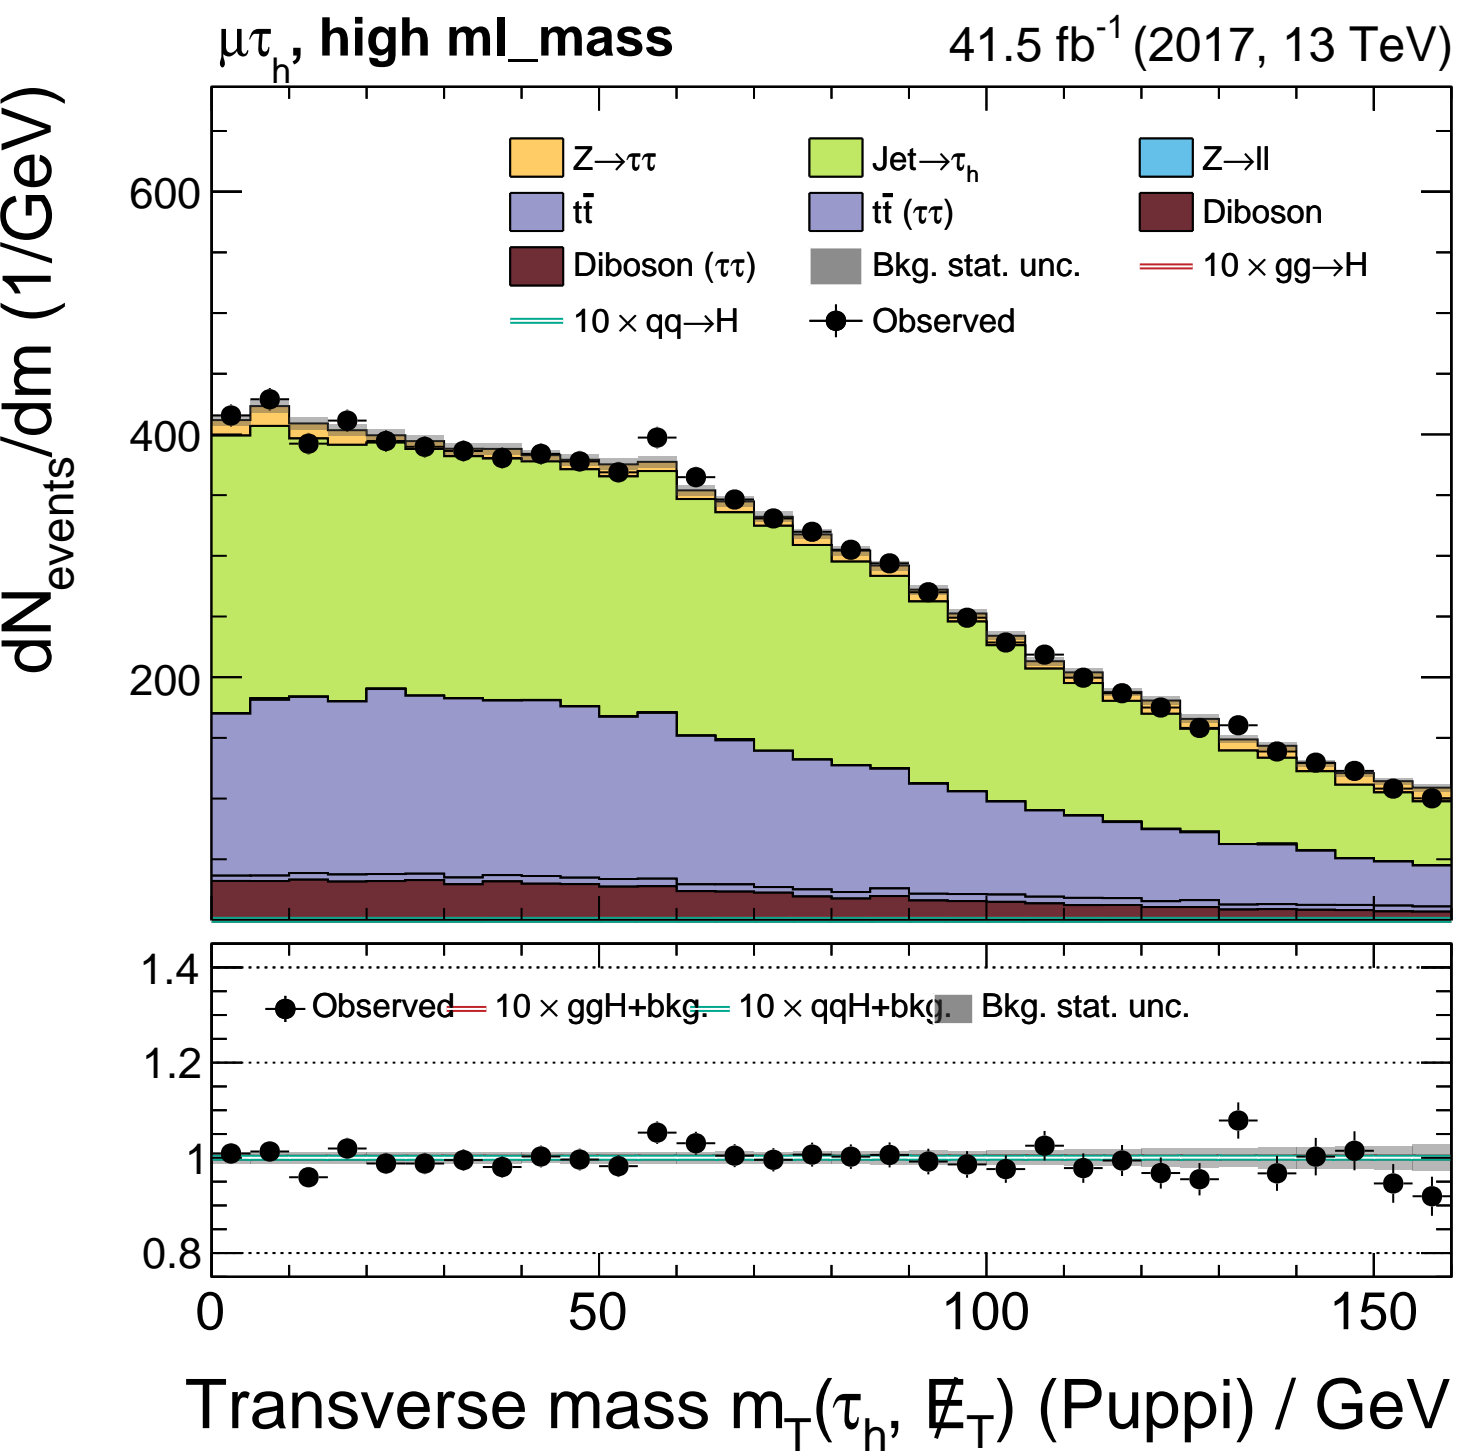 μτh, high ml_mass 41.5 fb-1 (2017, 13 TeV)
dNevents/dm (1/GeV)
600
400
200
Z→ττ Jet→τh Z→ll
tt̄ tt̄ (ττ) Diboson
Diboson (ττ) Bkg. stat. unc. 10 × gg→H
10 × qq→H Observed
1.4
1.2
1
0.8
Observed 10 × ggH+bkg. 10 × qqH+bkg. Bkg. stat. unc.
0 50 100 150
Transverse mass mT(τh, E̸T) (Puppi) / GeV